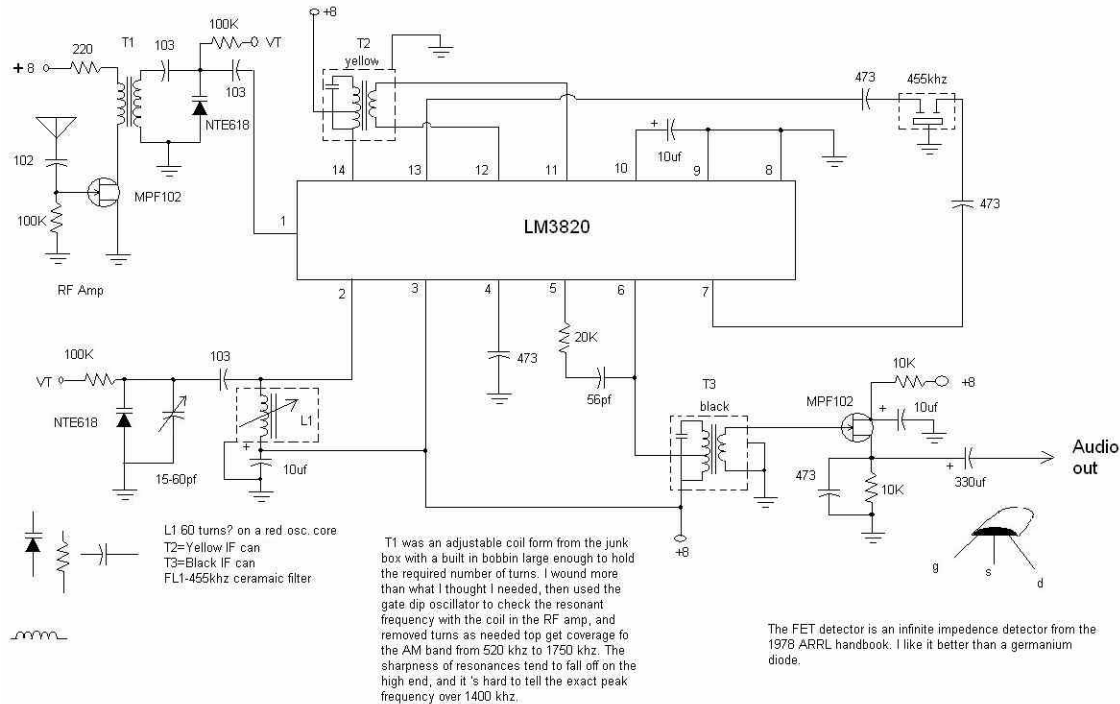 +8
T1
103
100K
VT
220
103
+8
NTE618
102
MPF102
100K
RF Amp
T2
yellow
473
455khz
+
10uf
14
13
12
11
10
9
8
1
LM3820
473
2
3
4
5
6
7
100K
VT
103
NTE618
15-60pf
L1
+
10uf
473
20K
56pf
T3
black
+8
10K
+8
MPF102
+
10uf
473
10K
+
330uf
Audio
out
g
s
d
L1 60 turns? on a red osc. core
T2=Yellow IF can
T3=Black IF can
FL1-455khz ceramaic filter
T1 was an adjustable coil form from the junk
box with a built in bobbin large enough to hold
the required number of turns. I wound more
than what I thought I needed, then used the
gate dip oscillator to check the resonant
frequency with the coil in the RF amp, and
removed turns as needed top get coverage fo
the AM band from 520 khz to 1750 khz. The
sharpness of resonances tend to fall off on the
high end, and it 's hard to tell the exact peak
frequency over 1400 khz.
The FET detector is an infinite impedence detector from the
1978 ARRL handbook. I like it better than a germanium
diode.